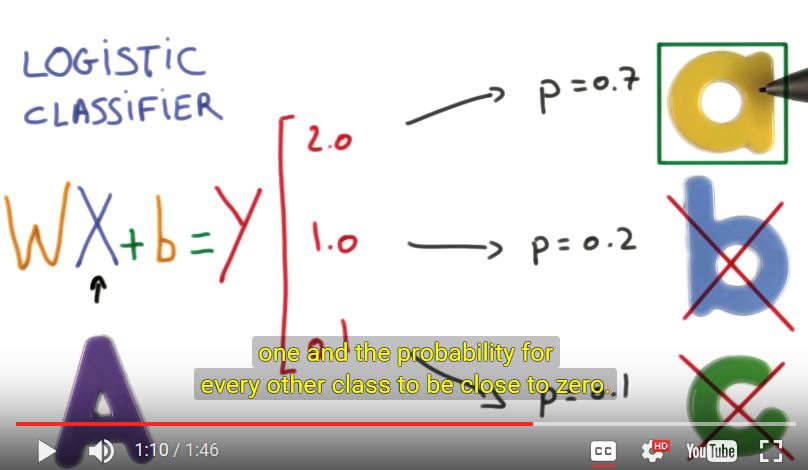 LOGISTIC
CLASSIFIER
WX+b=Y
2.0
1.0
p=0.7
p=0.2
p=0.1
a
b
c
A
one and the probability for
every other class to be close to zero.
1:10 / 1:46
CC
HD
YouTube